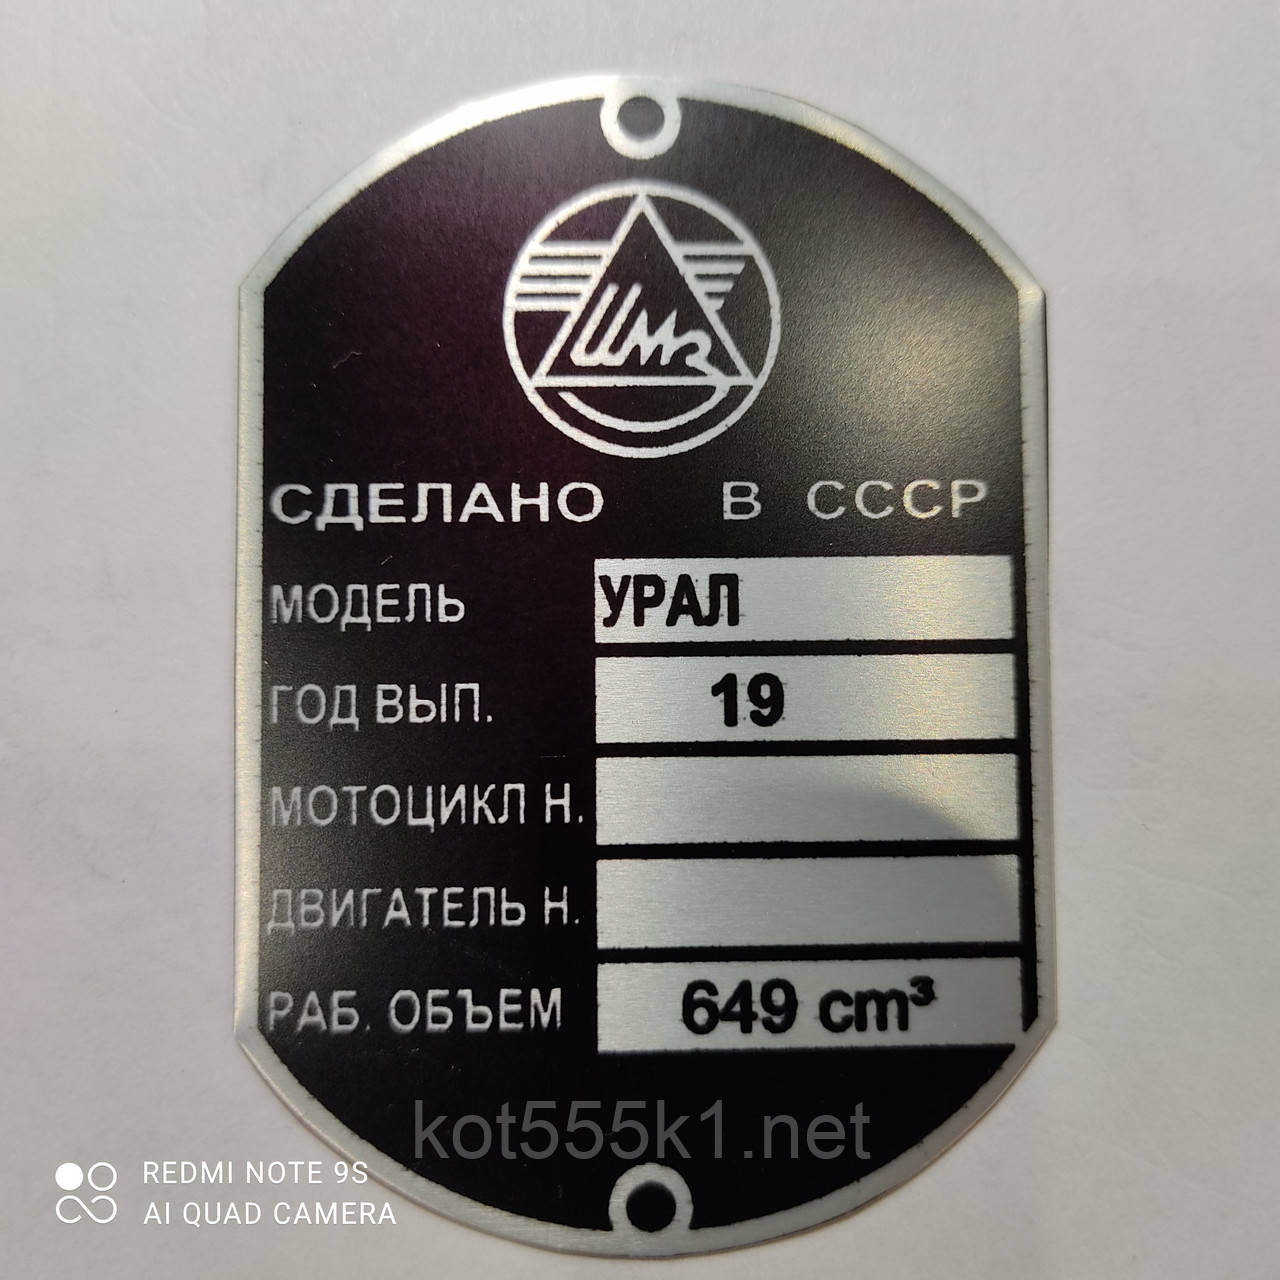 ИМЗ
СДЕЛАНО В СССР
МОДЕЛЬ УРАЛ
ГОД ВЫП. 19
МОТОЦИКЛ Н.
ДВИГАТЕЛЬ Н.
РАБ. ОБЪЕМ 649 cm³
kot555k1.net
REDMI NOTE 9S
AI QUAD CAMERA